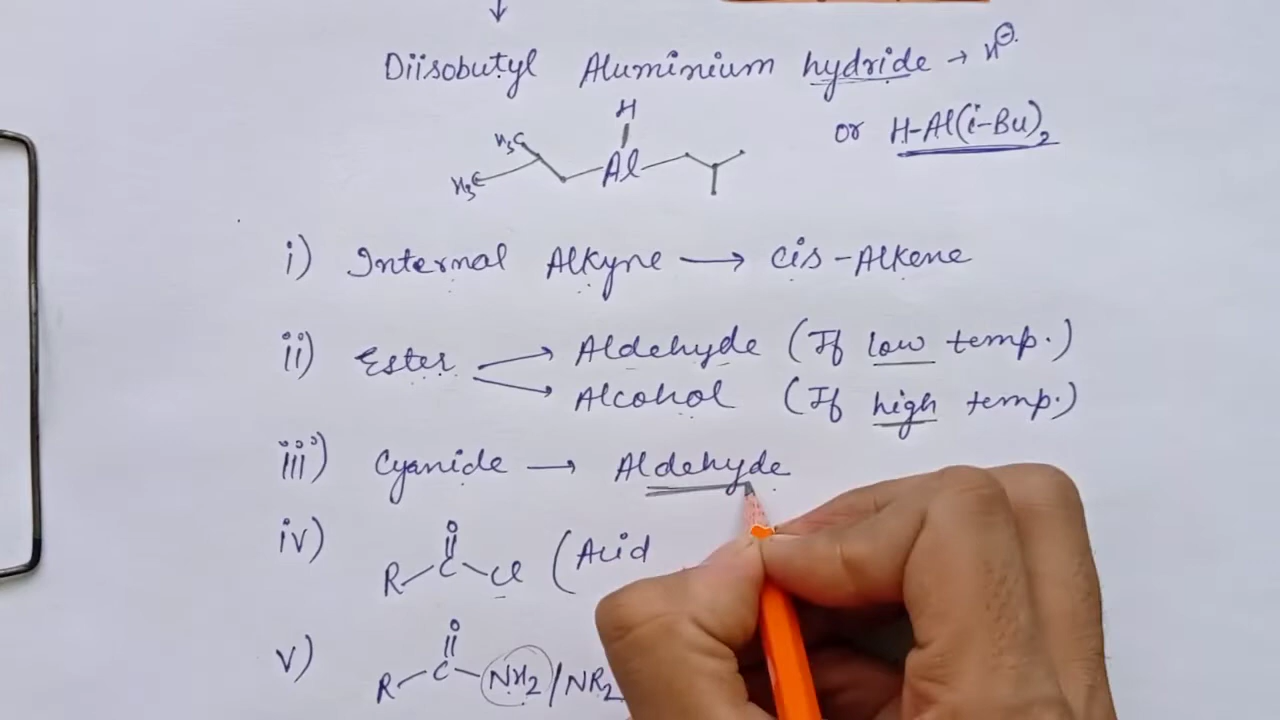 Diisobutyl Aluminium hydride → H⊖
or H-Al(i-Bu)₂
H
H₃C
H₃C Al
i) Internal Alkyne → cis-Alkene
ii) Ester → Aldehyde (If low temp.)
→ Alcohol (If high temp.)
iii) Cyanide → Aldehyde
iv) R-C(=O)-Cl (Acid
v) R-C(=O)-NH₂/NR₂